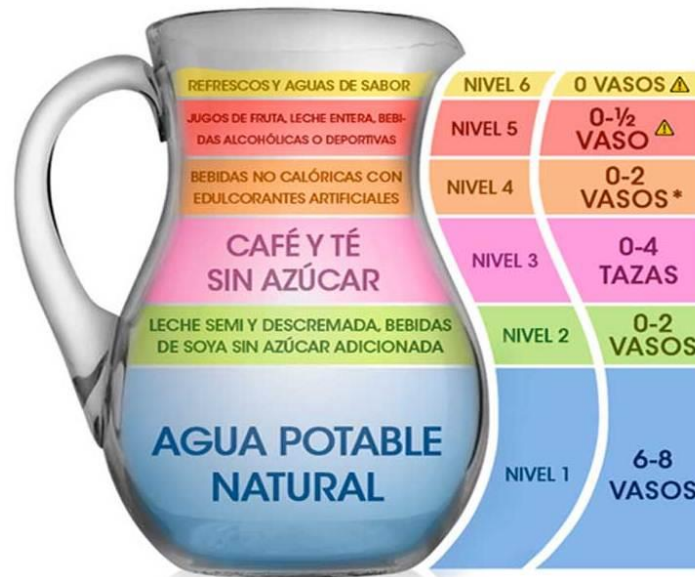 REFRESCOS Y AGUAS DE SABOR
NIVEL 6
0 VASOS
JUGOS DE FRUTA, LECHE ENTERA, BEBI-
DAS ALCOHÓLICAS O DEPORTIVAS
NIVEL 5
0-½
VASO
BEBIDAS NO CALÓRICAS CON
EDULCORANTES ARTIFICIALES
NIVEL 4
0-2
VASOS*
CAFÉ Y TÉ
SIN AZÚCAR
NIVEL 3
0-4
TAZAS
LECHE SEMI Y DESCREMADA, BEBIDAS
DE SOYA SIN AZÚCAR ADICIONADA
NIVEL 2
0-2
VASOS
AGUA POTABLE
NATURAL
NIVEL 1
6-8
VASOS